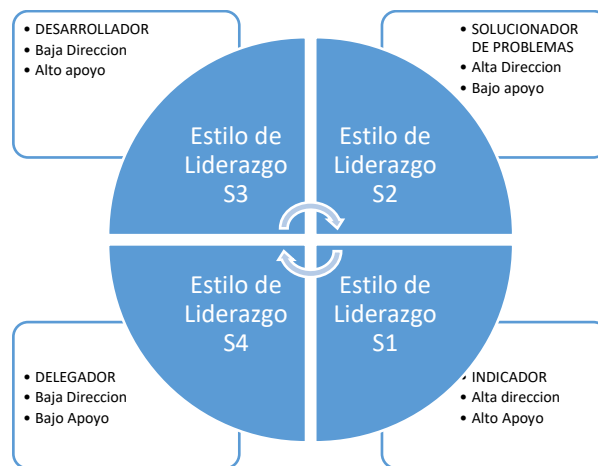 • DESARROLLADOR
• Baja Direccion
• Alto apoyo
• SOLUCIONADOR
DE PROBLEMAS
• Alta Direccion
• Bajo apoyo
Estilo de
Liderazgo
S3
Estilo de
Liderazgo
S2
Estilo de
Liderazgo
S4
Estilo de
Liderazgo
S1
• DELEGADOR
• Baja Direccion
• Bajo Apoyo
• INDICADOR
• Alta direccion
• Alto Apoyo